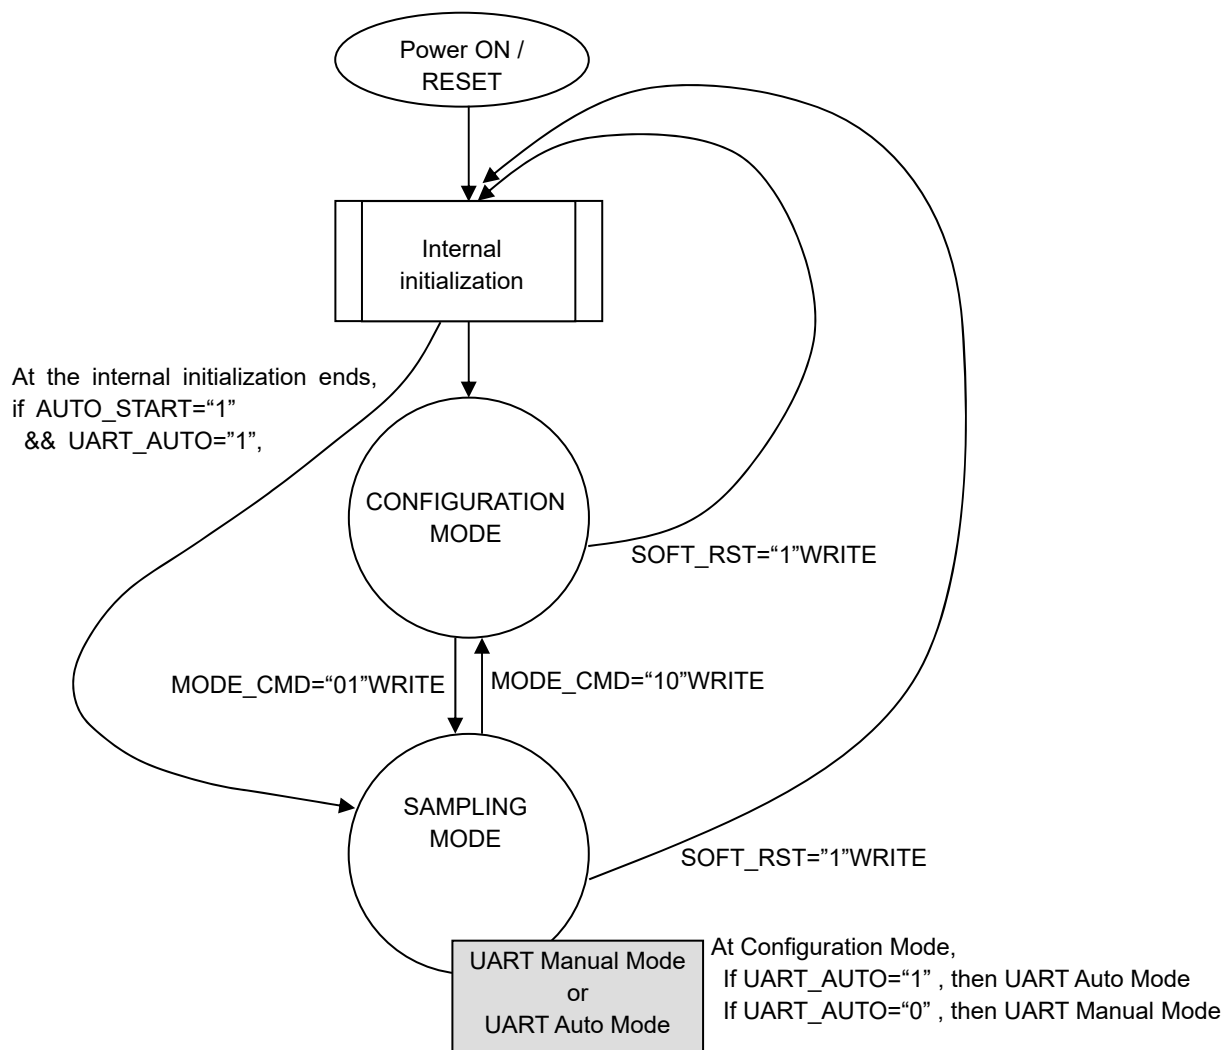 Power ON /
RESET
Internal
initialization
At the internal initialization ends,
if AUTO_START=“1”
&& UART_AUTO=”1”,
CONFIGURATION
MODE
SOFT_RST=“1”WRITE
MODE_CMD=“01”WRITE
MODE_CMD=“10”WRITE
SAMPLING
MODE
SOFT_RST=”1”WRITE
UART Manual Mode
or
UART Auto Mode
At Configuration Mode,
If UART_AUTO=“1” , then UART Auto Mode
If UART_AUTO=“0” , then UART Manual Mode